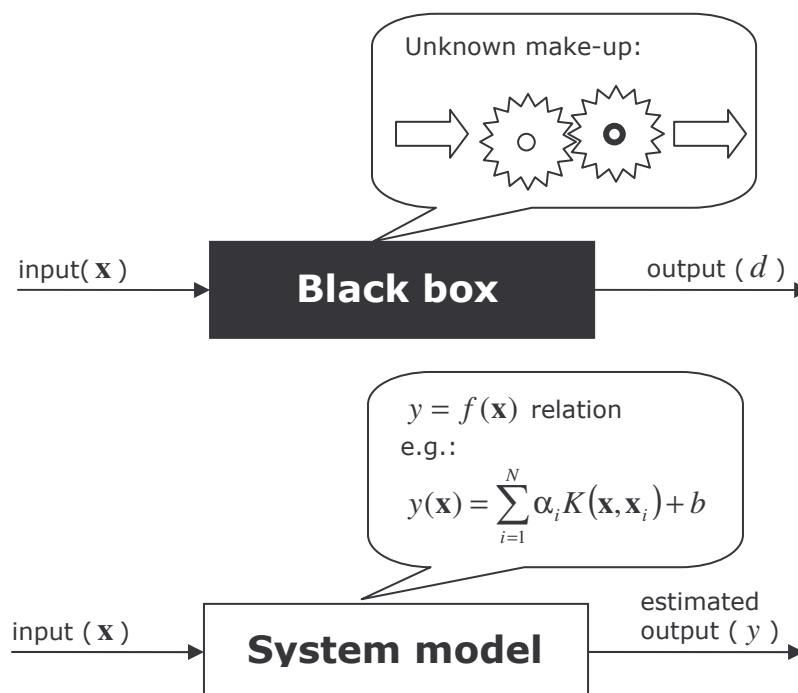 Unknown make-up:
input( x )
Black box
output ( d )
y = f(x) relation
e.g.:
y(x) = ∑_{i=1}^{N} α_i K(x, x_i) + b
input ( x )
System model
estimated
output ( y )